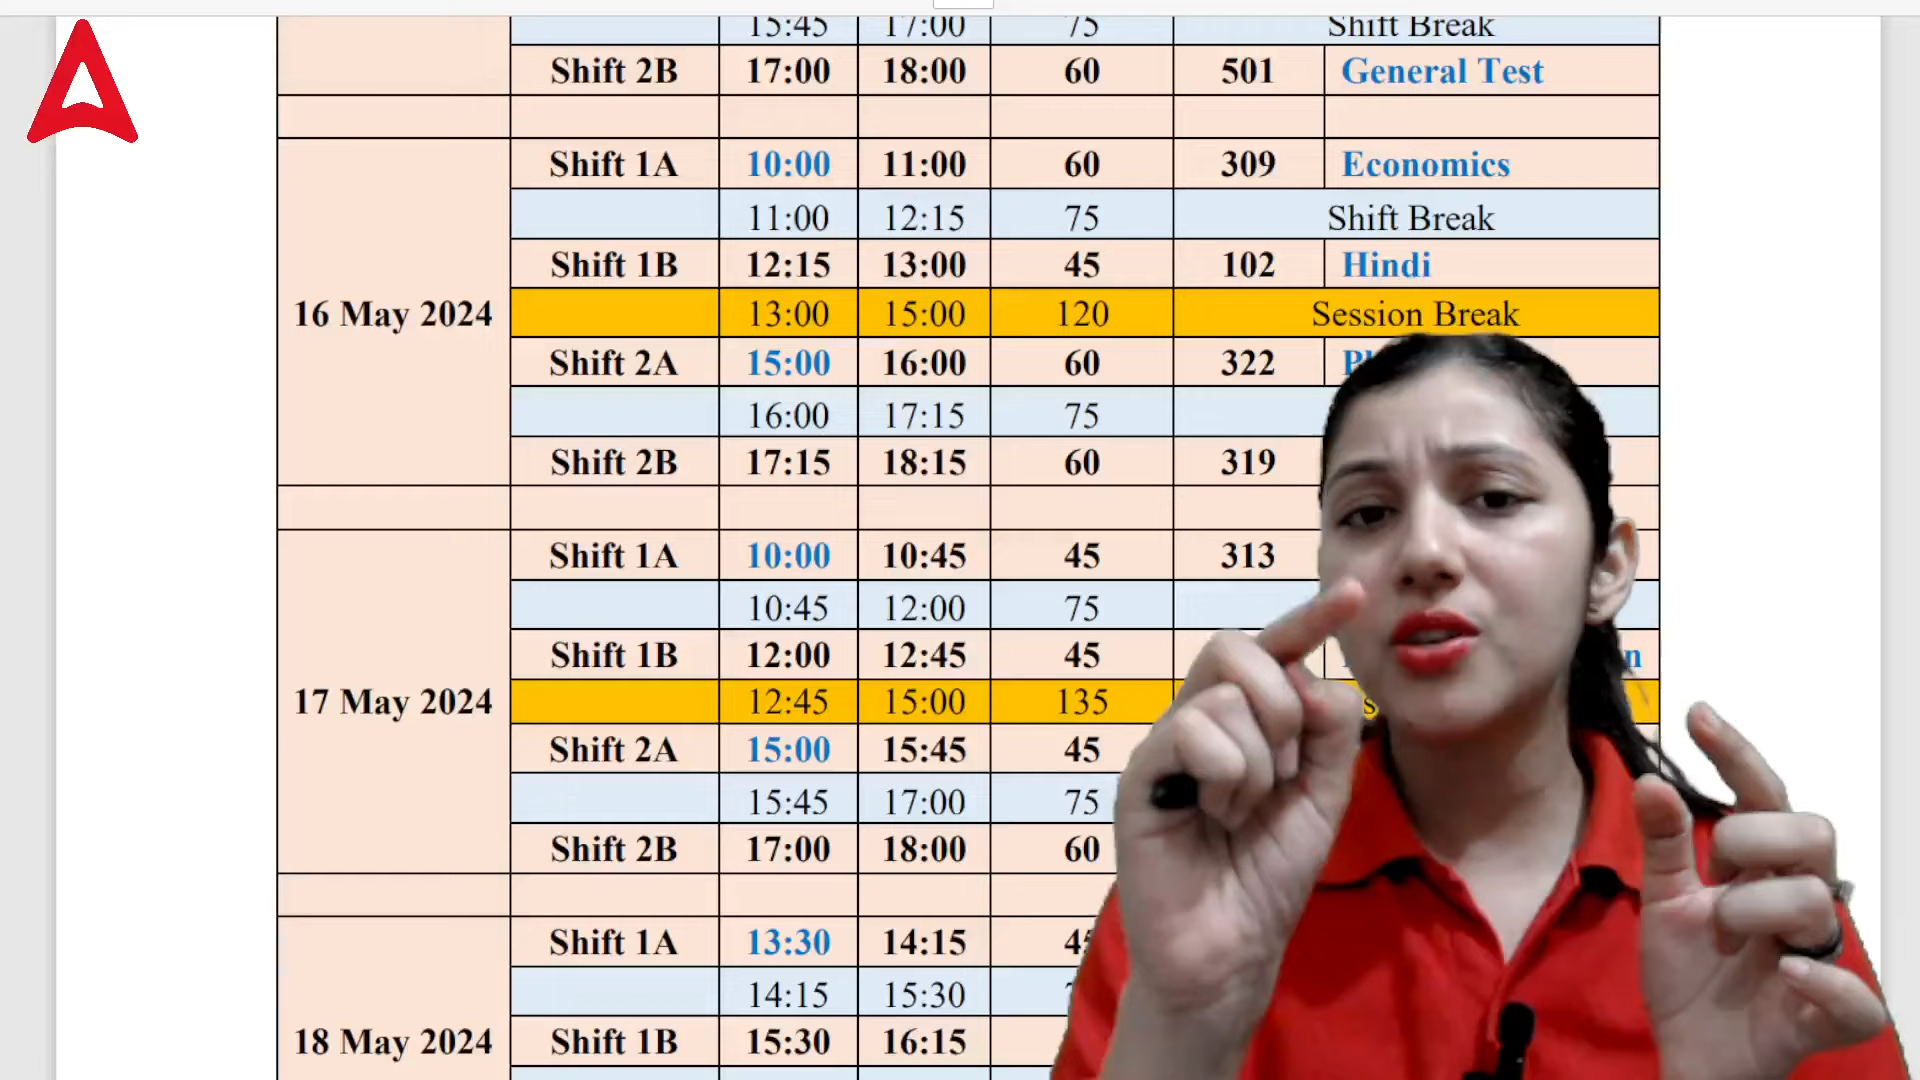 15:45 17:00 75 Shift Break
Shift 2B 17:00 18:00 60 501 General Test
Shift 1A 10:00 11:00 60 309 Economics
11:00 12:15 75 Shift Break
Shift 1B 12:15 13:00 45 102 Hindi
16 May 2024 13:00 15:00 120 Session Break
Shift 2A 15:00 16:00 60 322
16:00 17:15 75
Shift 2B 17:15 18:15 60 319
Shift 1A 10:00 10:45 45 313
10:45 12:00 75
Shift 1B 12:00 12:45 45
17 May 2024 12:45 15:00 135
Shift 2A 15:00 15:45 45
15:45 17:00 75
Shift 2B 17:00 18:00 60
Shift 1A 13:30 14:15 45
14:15 15:30
18 May 2024 Shift 1B 15:30 16:15